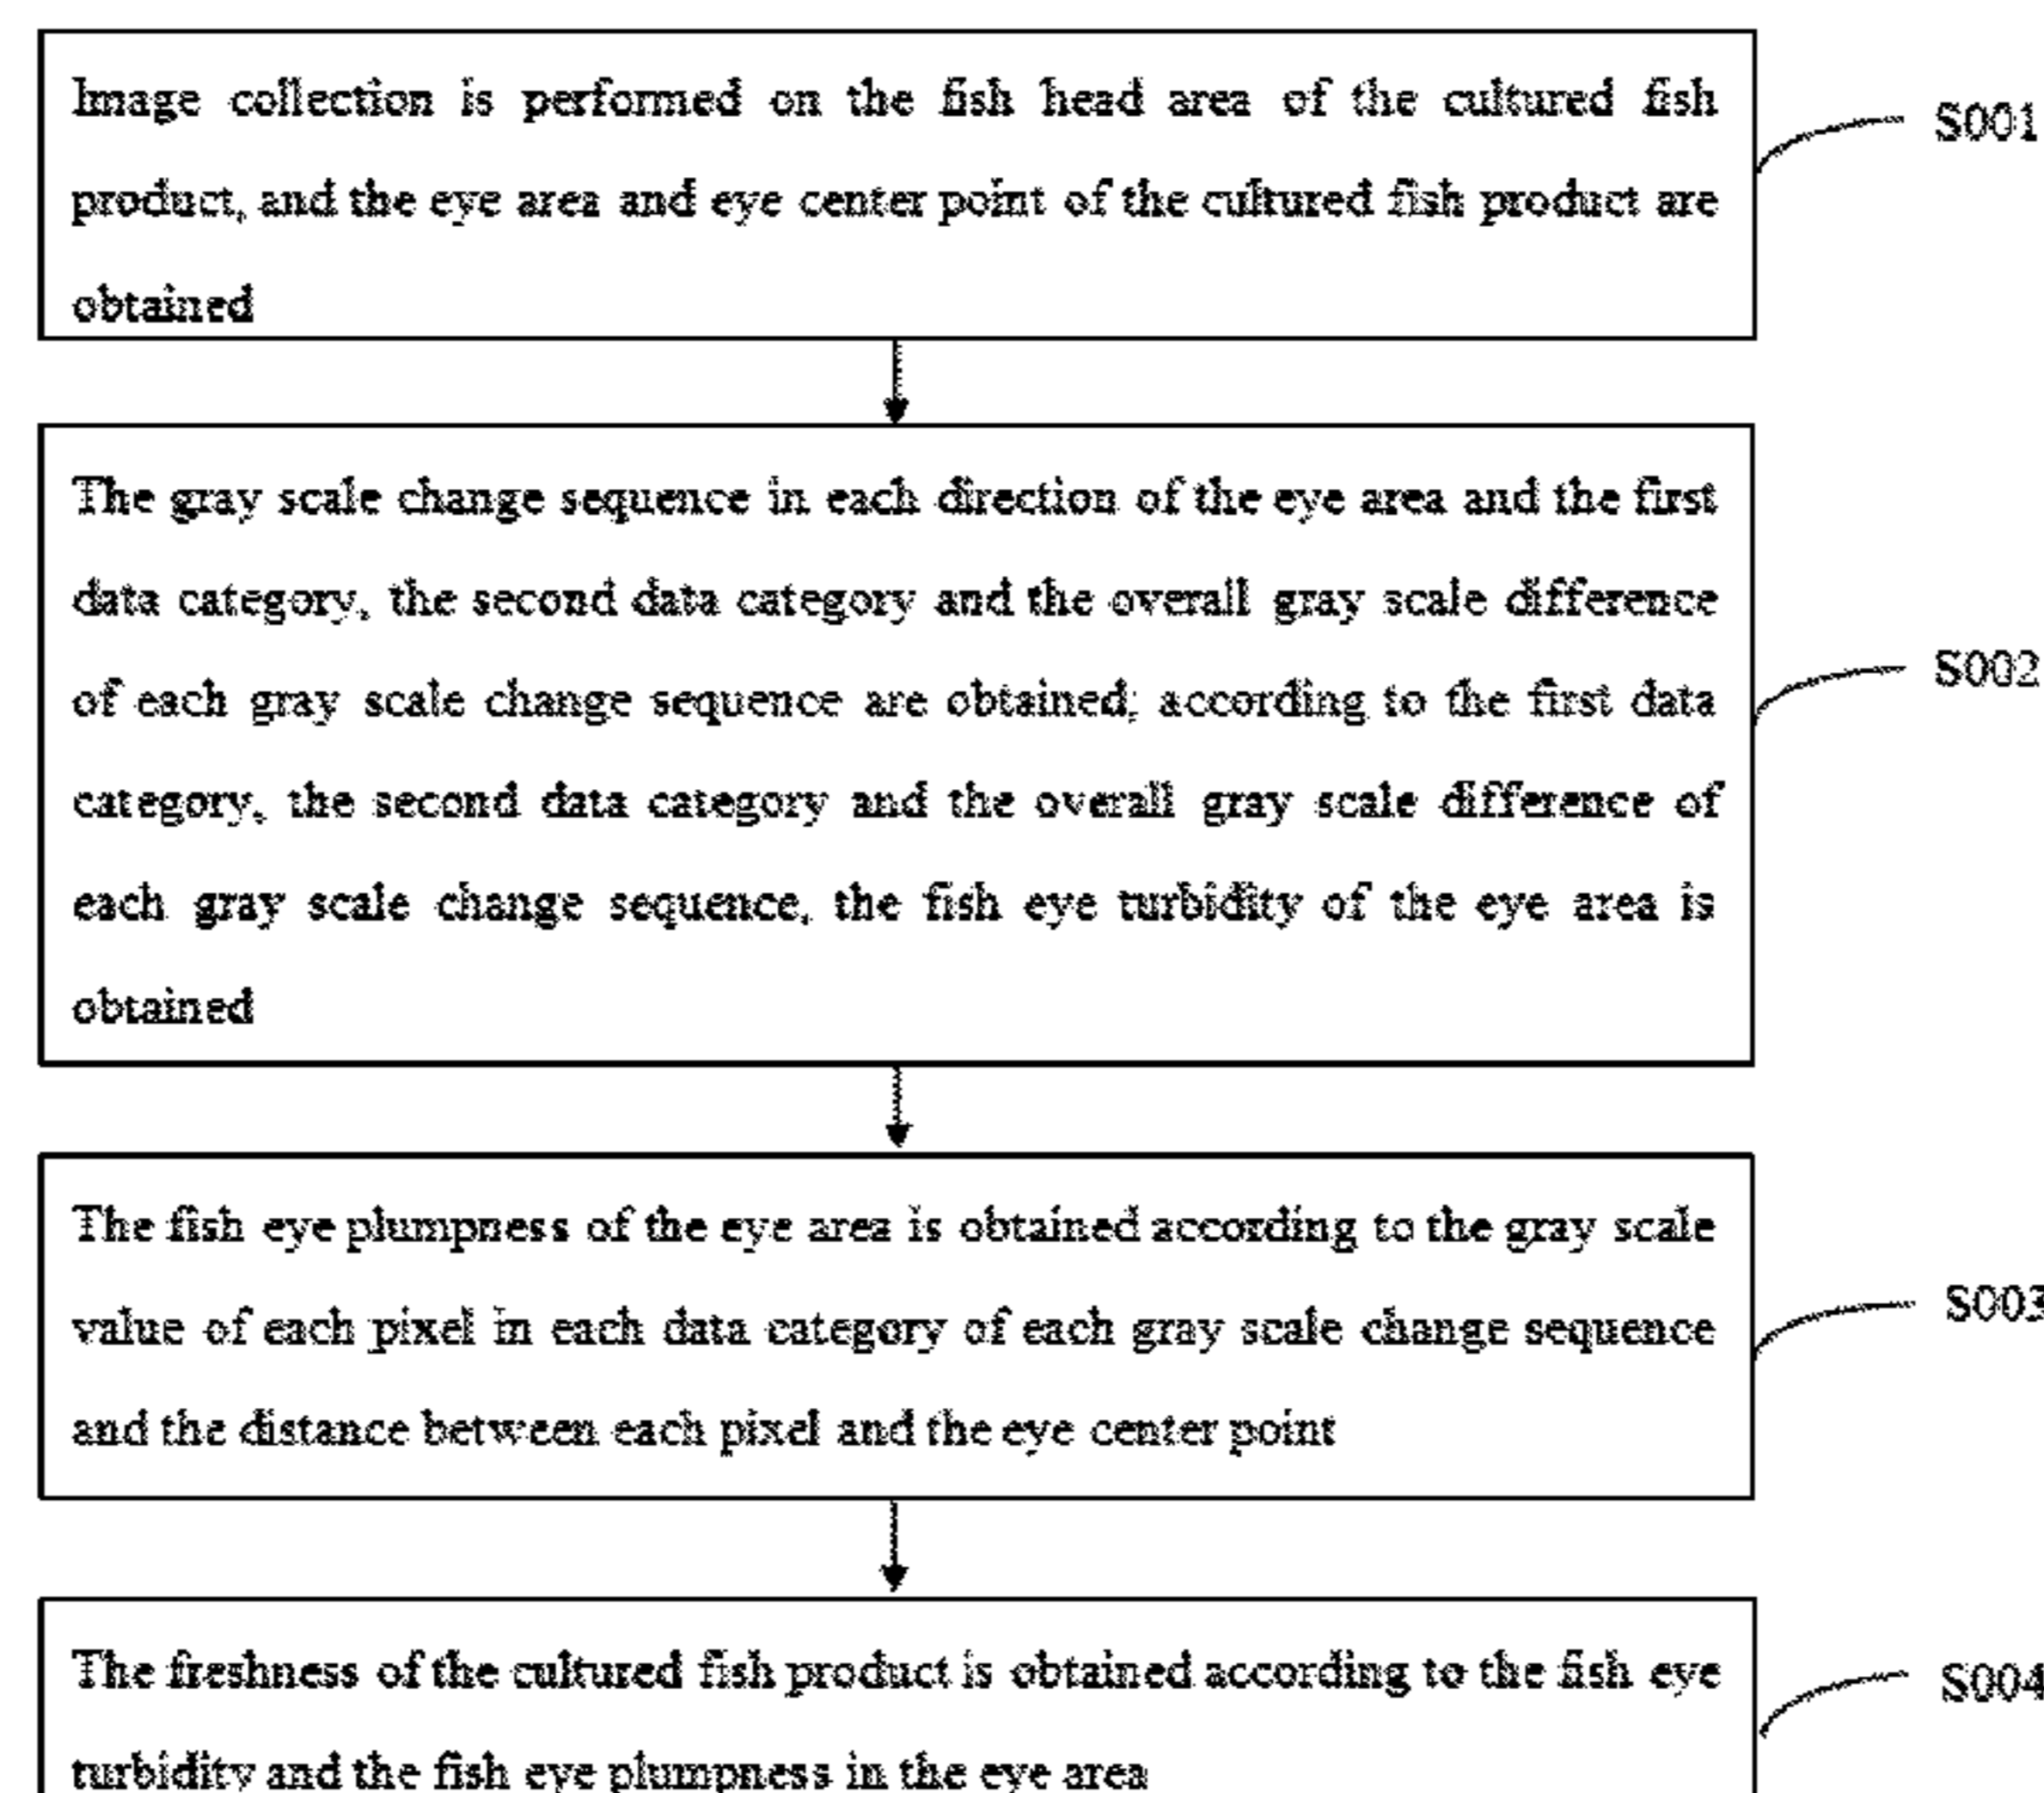 Image collection is performed on the fish head area of the cultured fish
S001
product, and the eye area and eye center point of the cultured fish product are
obtained
The gray scale change sequence in each direction of the eye area and the first
data category, the second data category and the overall gray scale difference
S002
of each gray scale change sequence are obtained; according to the first data
category, the second data category and the overall gray scale difference of
each gray scale change sequence, the fish eye turbidity of the eye area is
obtained
The fish eye plumpness of the eye area is obtained according to the gray scale
S003
value of each pixel in each data category of each gray scale change sequence
and the distance between each pixel and the eye center point
The freshness of the cultured fish product is obtained according to the fish eye
S004
turbidity and the fish eye plumpness in the eye area